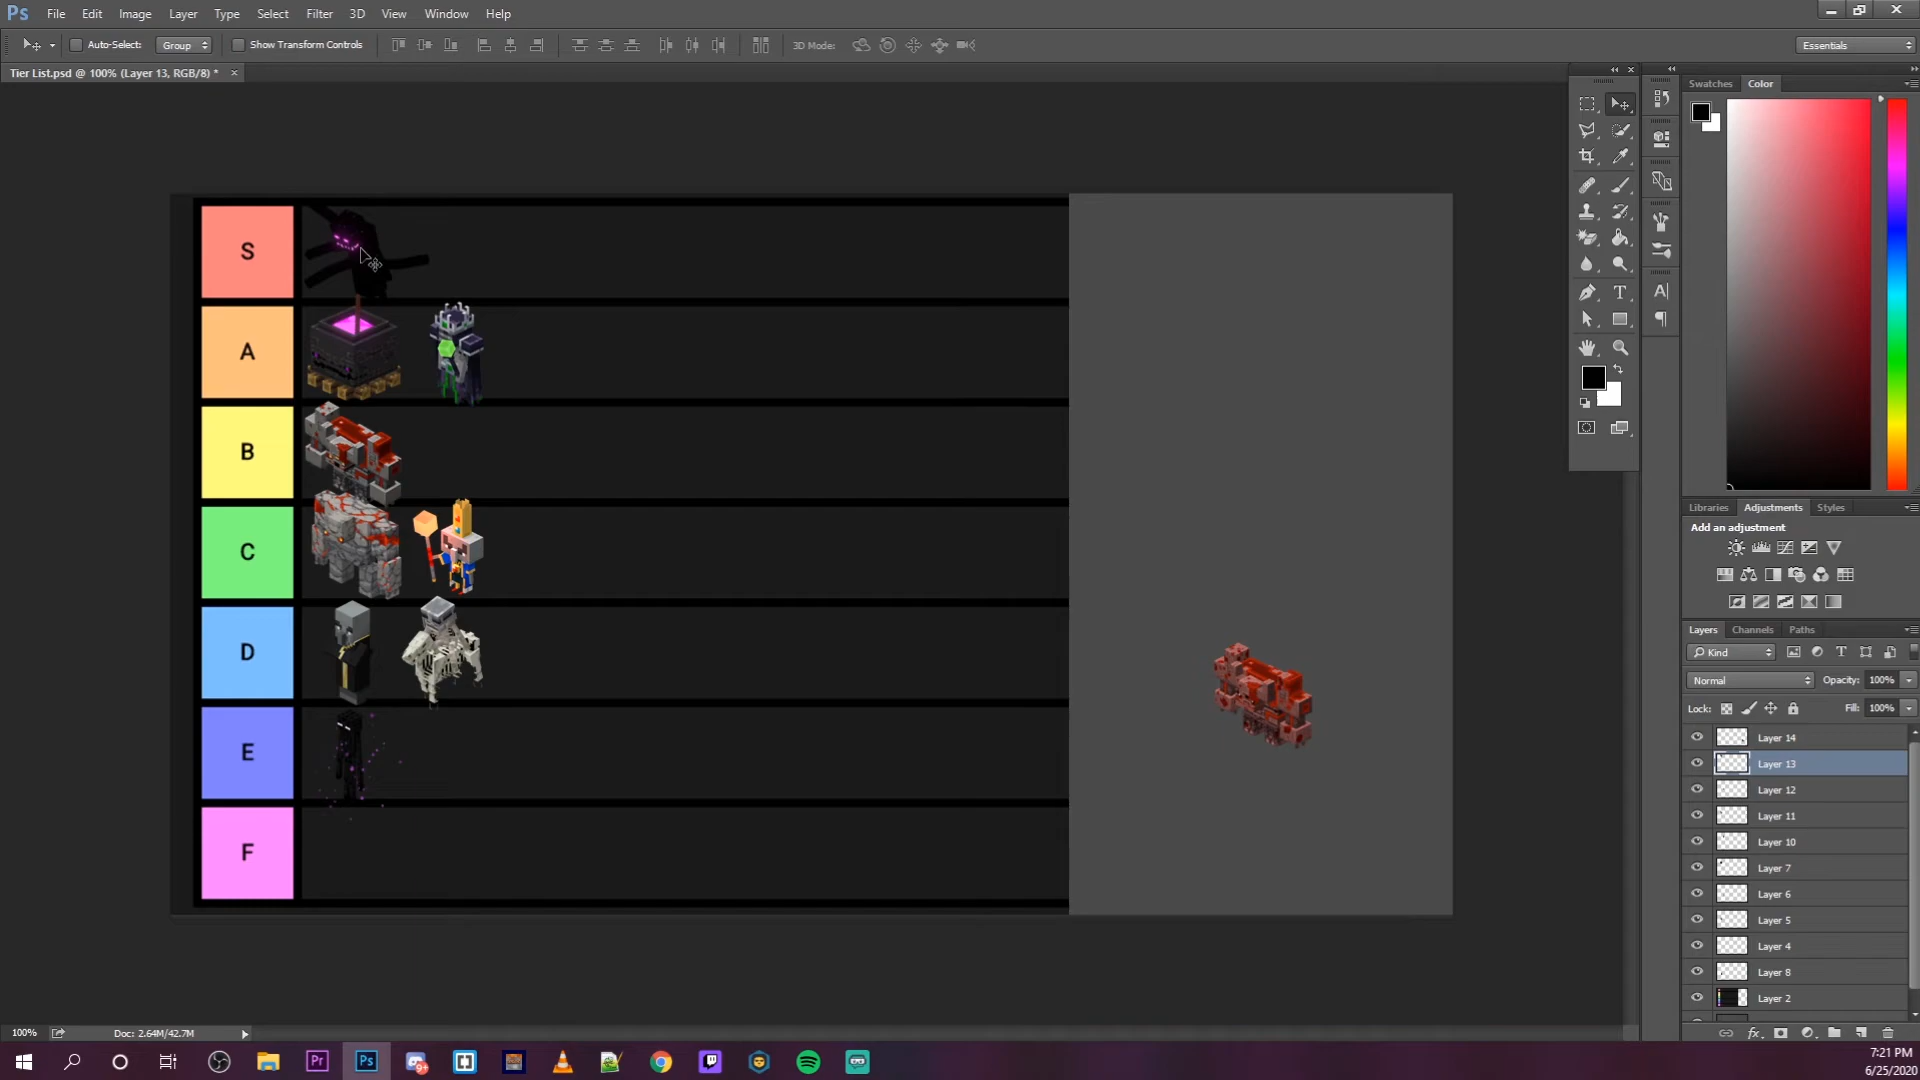 Ps File Edit Image Layer Type Select Filter 3D View Window Help
Auto-Select: Group Show Transform Controls 3D Mode: Essentials
Tier List.psd @ 100% (Layer 13, RGB/8) *
Swatches Color
S
A
B
C
D
E
F
Libraries Adjustments Styles
Add an adjustment
Layers Channels Paths
Kind
Normal Opacity: 100%
Lock: Fill: 100%
Layer 14
Layer 13
Layer 12
Layer 11
Layer 10
Layer 7
Layer 6
Layer 5
Layer 4
Layer 8
Layer 2
fx
100% Doc: 2.64M/42.7M
Pr Ps 9+
7:21 PM
6/25/2020